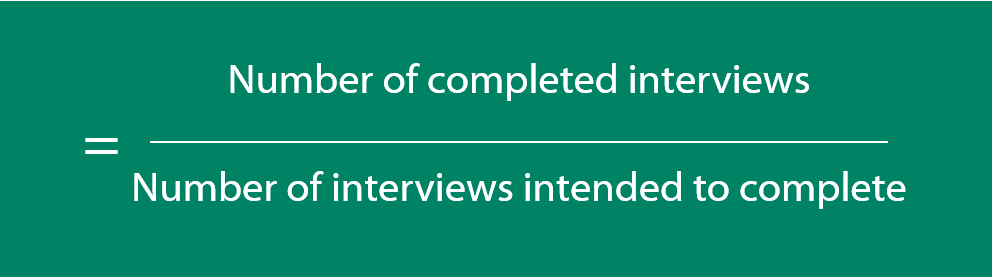 Number of completed interviews
=
Number of interviews intended to complete